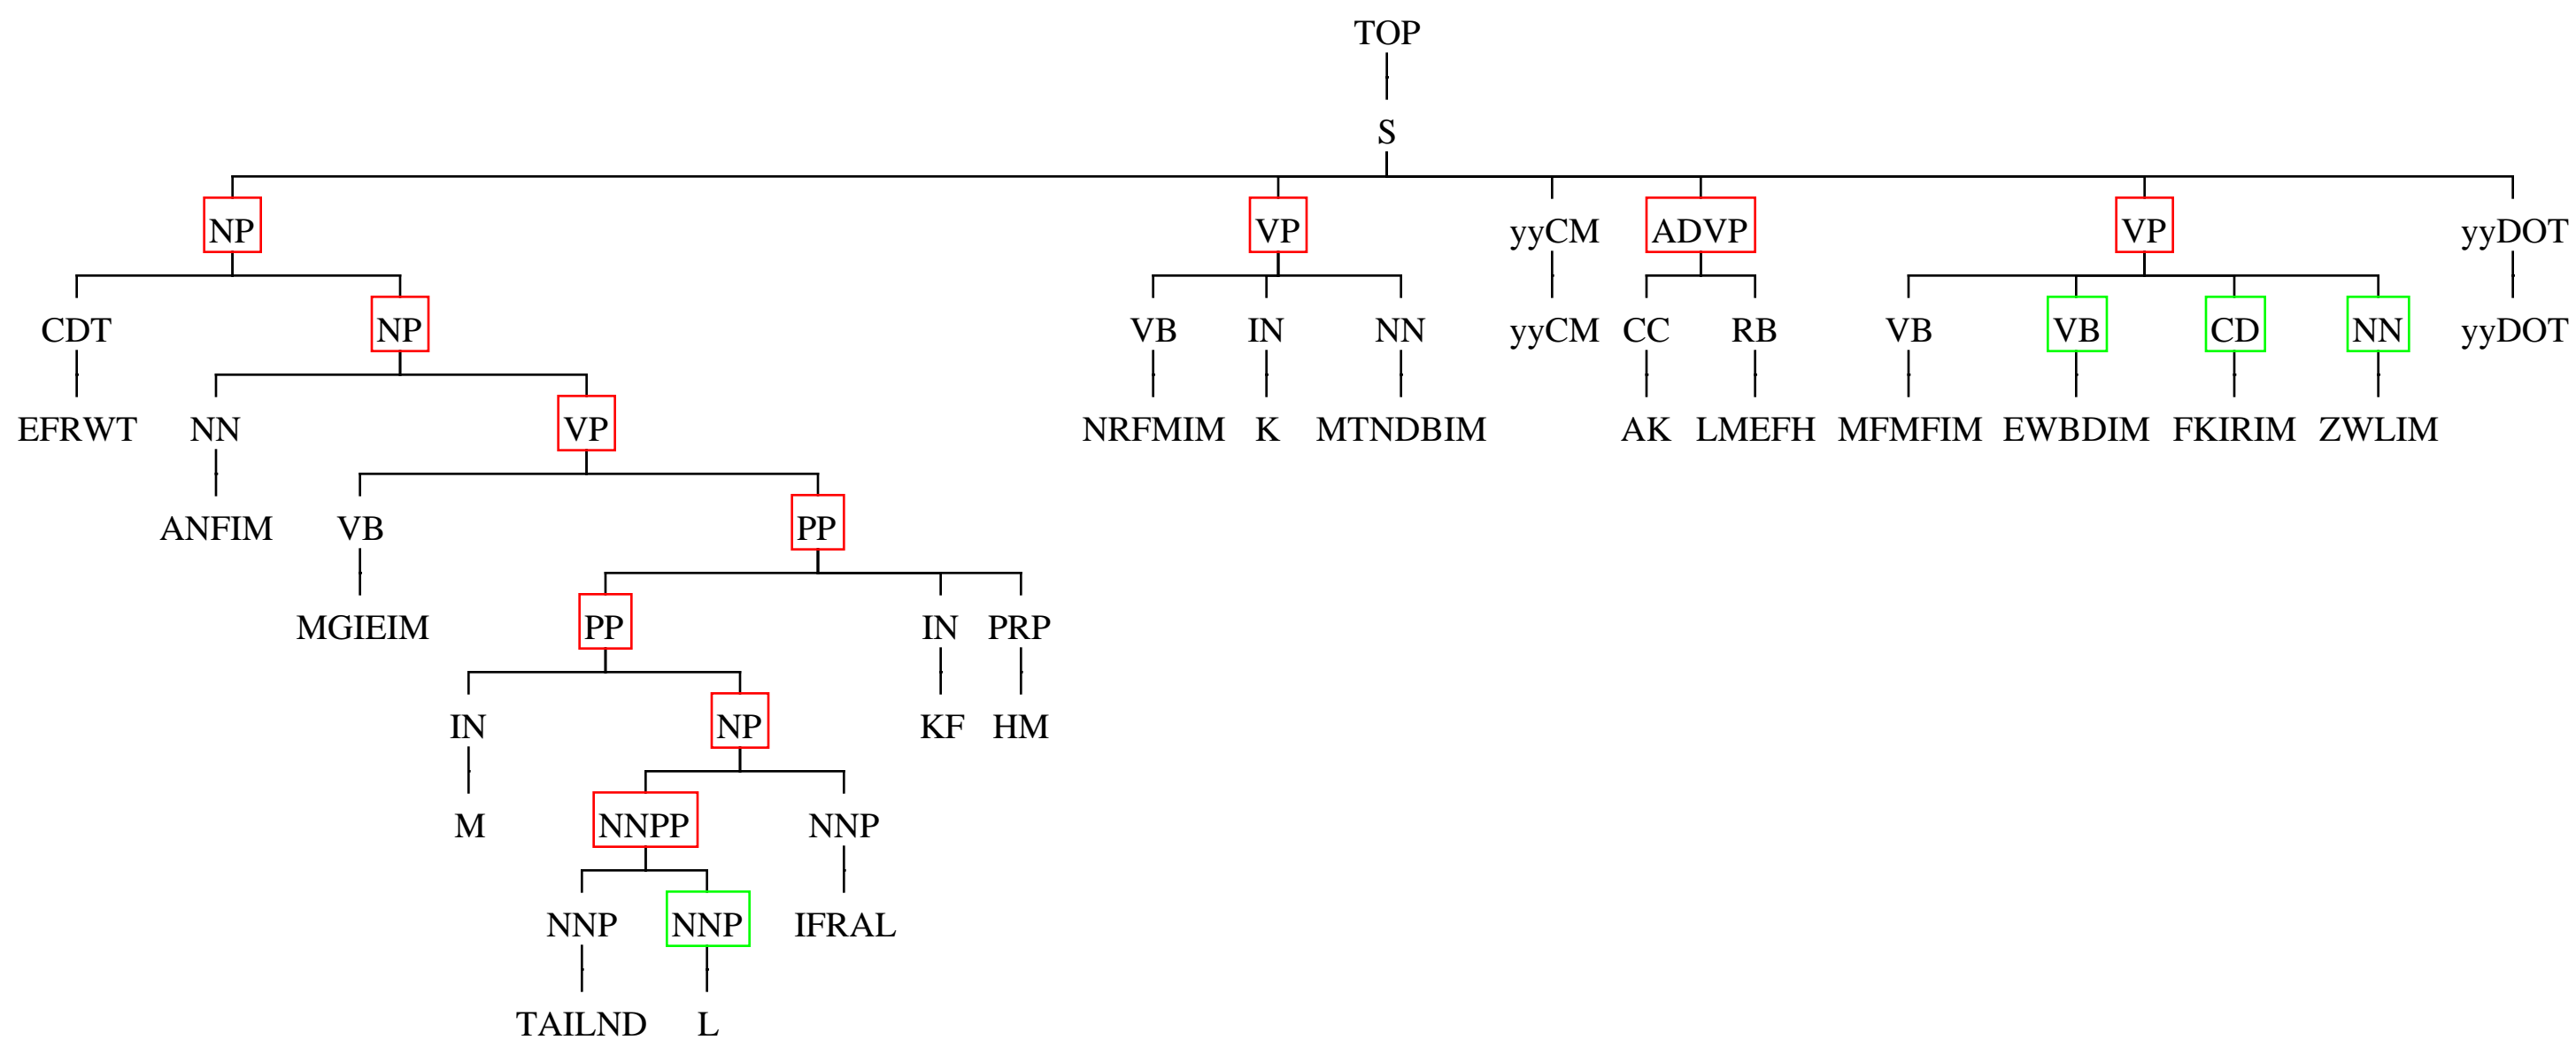 TOP
S
NP VP yyCM ADVP VP yyDOT
CDT NP VB IN NN yyCM CC RB VB VB CD NN yyDOT
EFRWT NN VP NRFMIM K MTNDBIM AK LMEFH MFMFIM EWBDIM FKIRIM ZWLIM
ANFIM VB PP
MGIEIM PP IN PRP
IN NP KF HM
M NNPP NNP
NNP NNP IFRAL
TAILND L